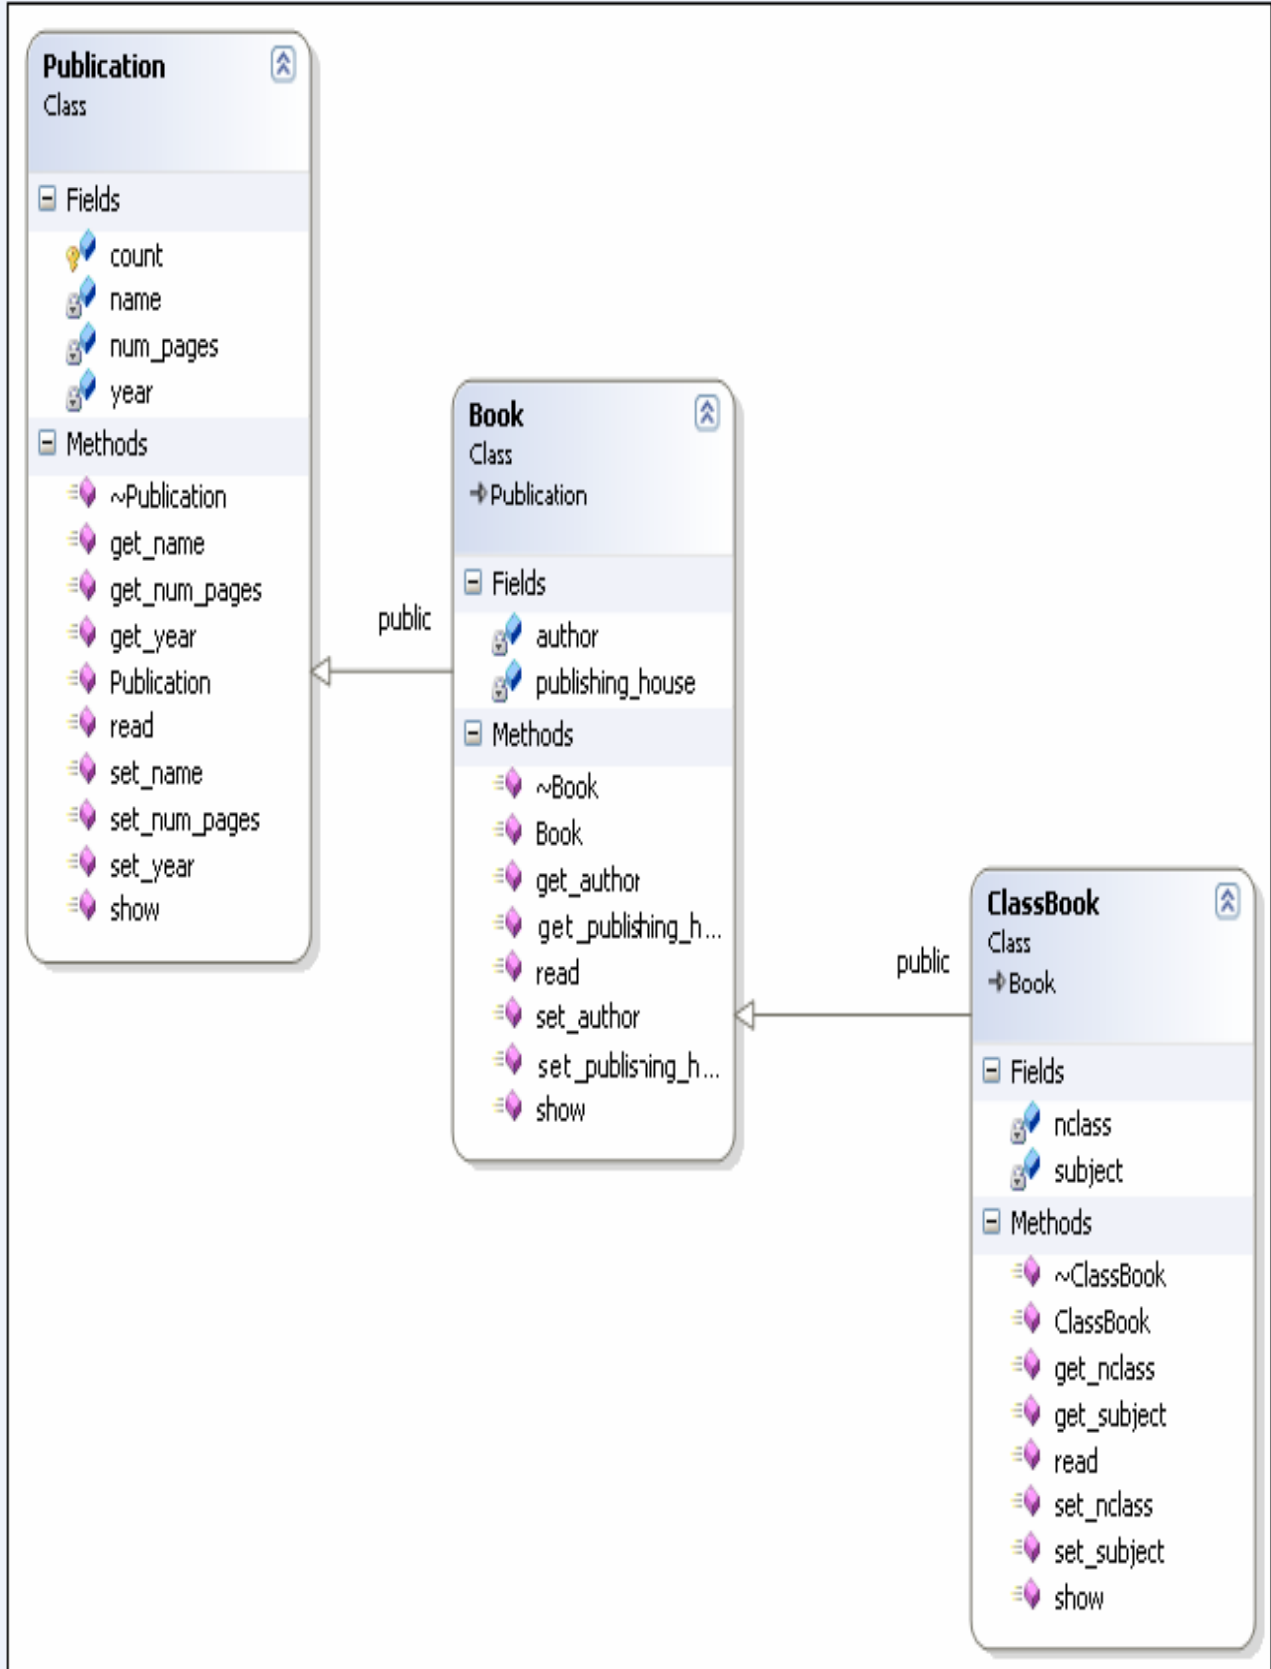 Publication
Class
Fields
count
name
num_pages
year
Methods
~Publication
get_name
get_num_pages
get_year
Publication
read
set_name
set_num_pages
set_year
show
public
Book
Class
Publication
Fields
author
publishing_house
Methods
~Book
Book
get_author
get_publishing_h...
read
set_author
set_publishing_h...
show
public
ClassBook
Class
Book
Fields
nclass
subject
Methods
~ClassBook
ClassBook
get_nclass
get_subject
read
set_nclass
set_subject
show